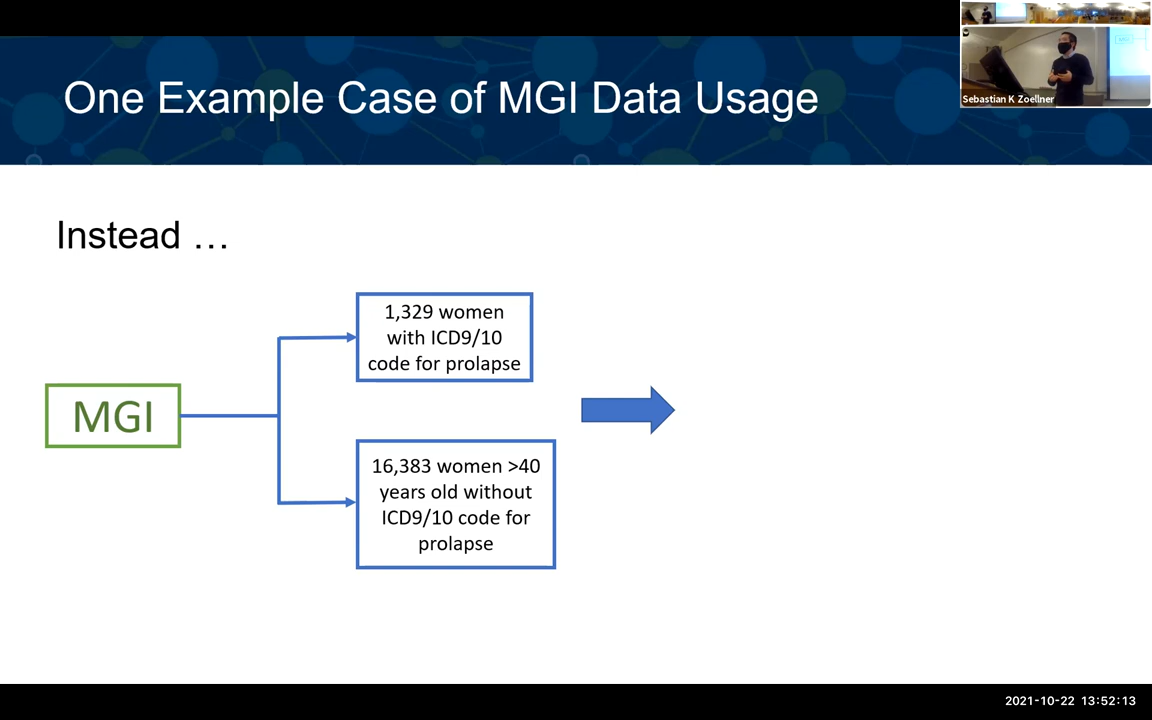 One Example Case of MGI Data Usage
Sebastian K Zoellner
Instead …
1,329 women
with ICD9/10
code for prolapse
MGI
16,383 women >40
years old without
ICD9/10 code for
prolapse
2021-10-22 13:52:13